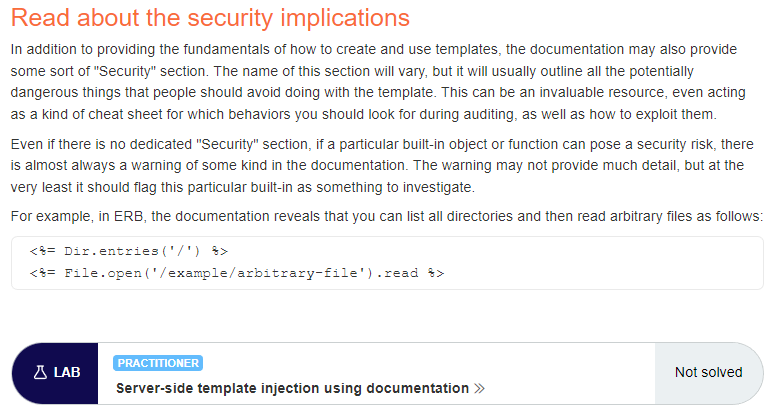 Read about the security implications
In addition to providing the fundamentals of how to create and use templates, the documentation may also provide
some sort of "Security" section. The name of this section will vary, but it will usually outline all the potentially
dangerous things that people should avoid doing with the template. This can be an invaluable resource, even acting
as a kind of cheat sheet for which behaviors you should look for during auditing, as well as how to exploit them.
Even if there is no dedicated "Security" section, if a particular built-in object or function can pose a security risk, there
is almost always a warning of some kind in the documentation. The warning may not provide much detail, but at the
very least it should flag this particular built-in as something to investigate.
For example, in ERB, the documentation reveals that you can list all directories and then read arbitrary files as follows:
<%= Dir.entries('/') %>
<%= File.open('/example/arbitrary-file').read %>
LAB
PRACTITIONER
Server-side template injection using documentation »
Not solved